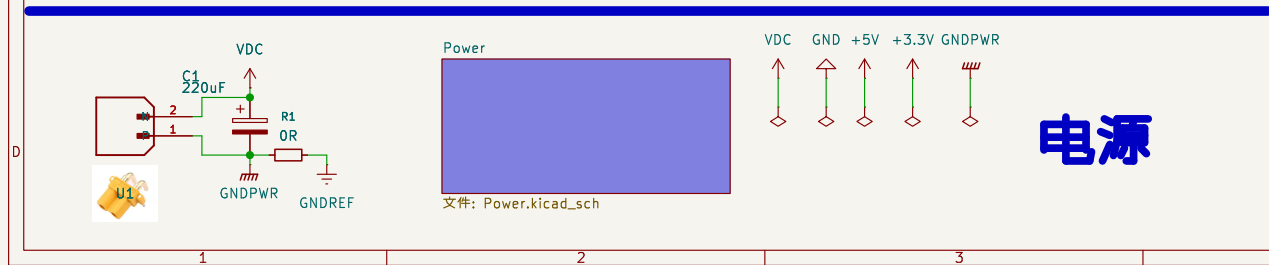 VDC
C1
220uF
+
2
1
R1
0R
U1
GNDPWR
GNDREF
Power
文件: Power.kicad_sch
VDC GND +5V +3.3V GNDPWR
电源
D
1 2 3